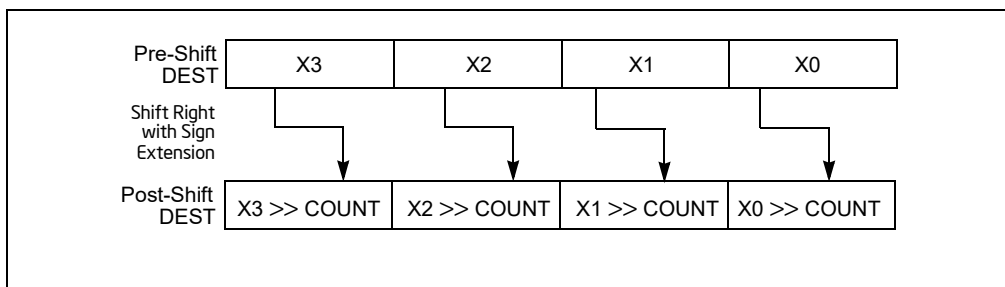 Pre-Shift
DEST
X3 X2 X1 X0
Shift Right
with Sign
Extension
Post-Shift
DEST
X3 >> COUNT X2 >> COUNT X1 >> COUNT X0 >> COUNT